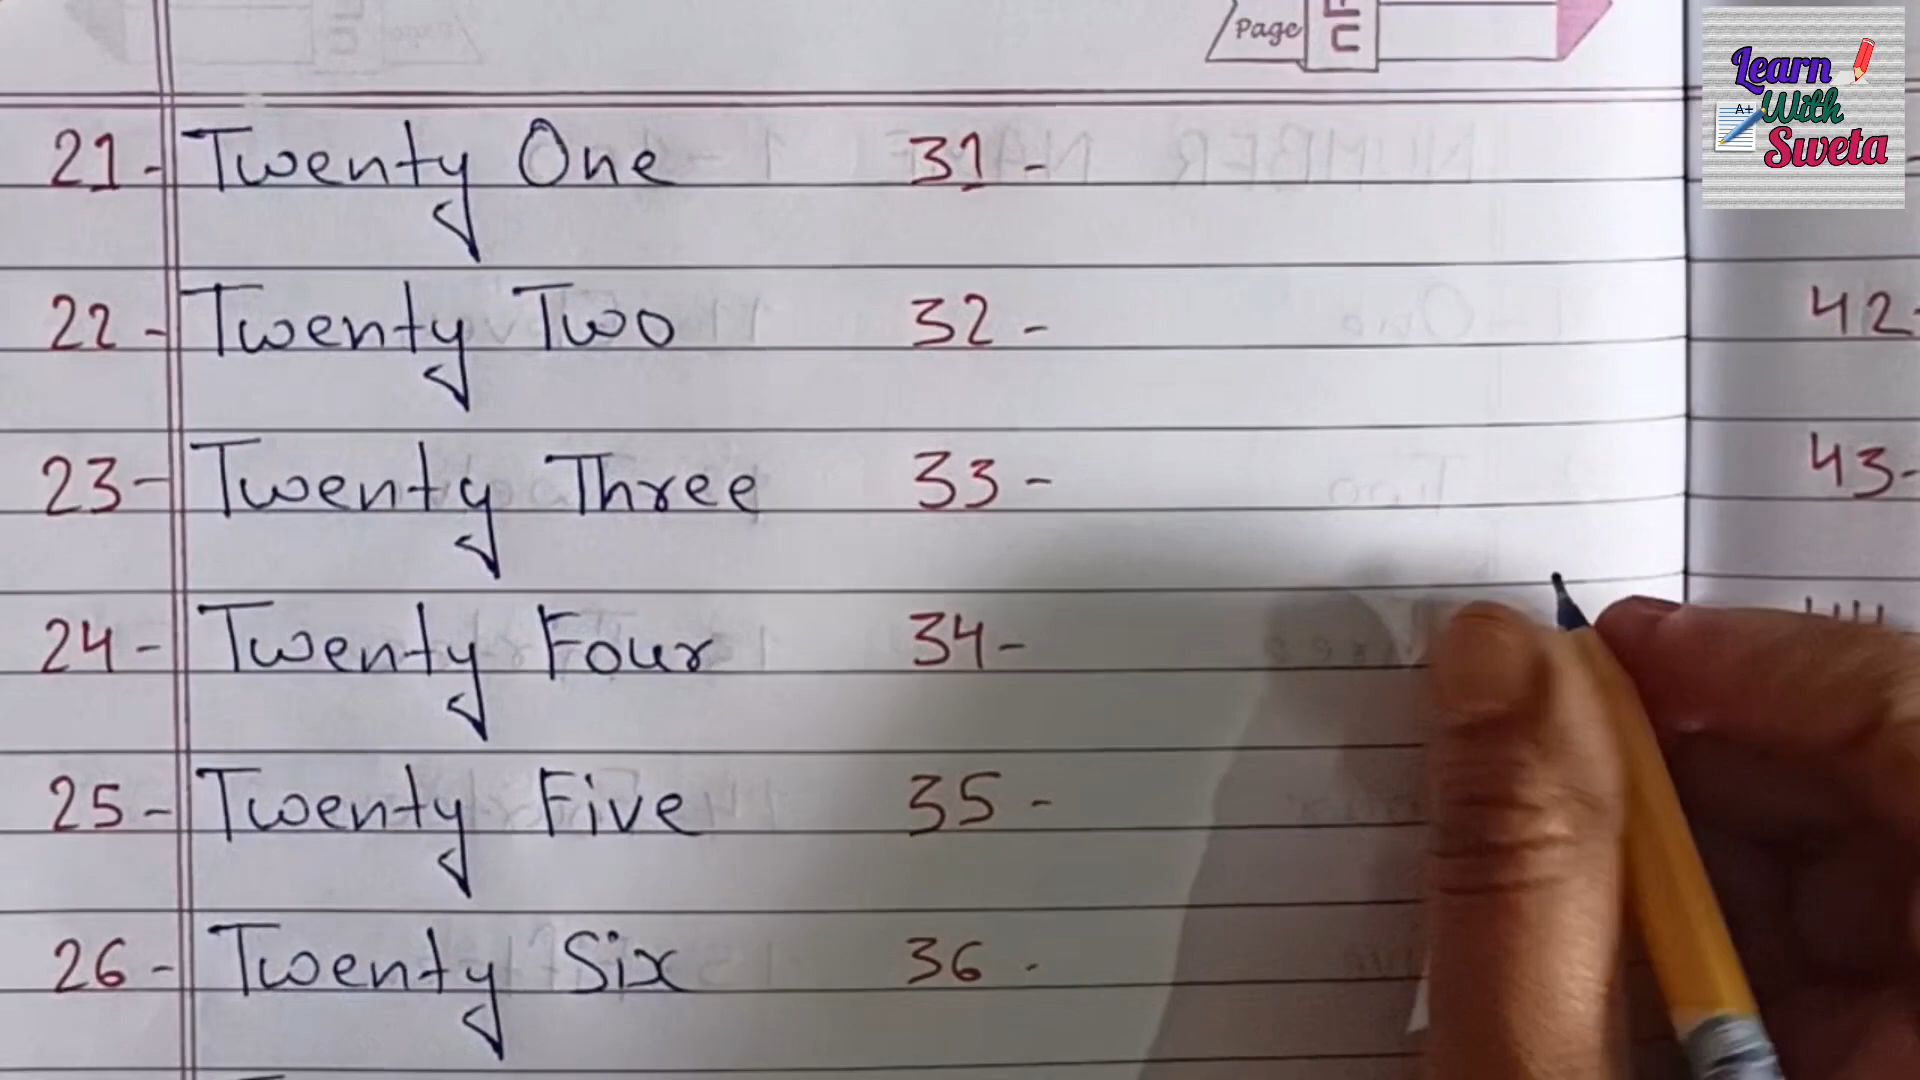 Page
Learn
With
Sweta
A+
21- Twenty One 31-
22- Twenty Two 32- 42-
23- Twenty Three 33- 43-
24- Twenty Four 34- 44
25- Twenty Five 35-
26- Twenty Six 36-